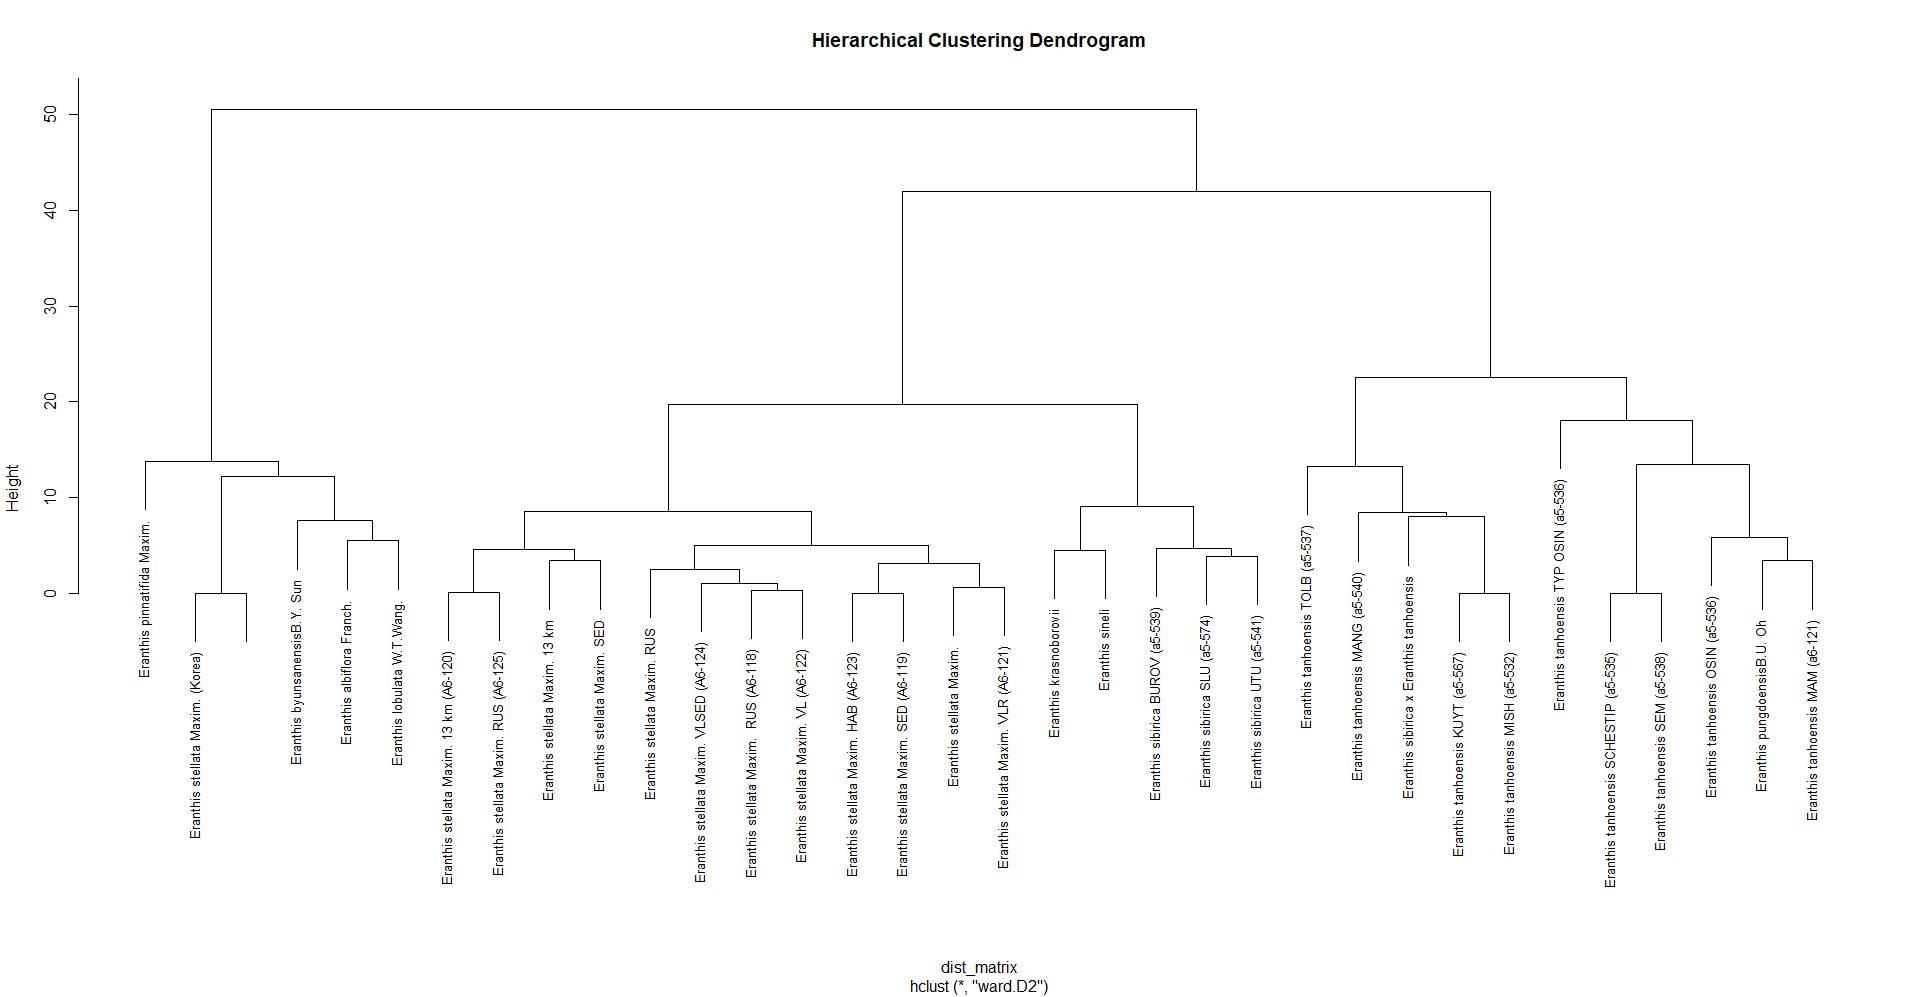 Hierarchical Clustering Dendrogram
Height
50
40
30
20
10
0
Eranthis pinnatifida Maxim.
Eranthis stellata Maxim. (Korea)
Eranthis byunsanensisB.Y. Sun
Eranthis albiflora Franch.
Eranthis lobulata W.T.Wang.
Eranthis stellata Maxim. 13 km (A6-120)
Eranthis stellata Maxim. RUS (A6-125)
Eranthis stellata Maxim. 13 km
Eranthis stellata Maxim. SED
Eranthis stellata Maxim. RUS
Eranthis stellata Maxim. VLSED (A6-124)
Eranthis stellata Maxim.  RUS (A6-118)
Eranthis stellata Maxim. VL (A6-122)
Eranthis stellata Maxim. HAB (A6-123)
Eranthis stellata Maxim. SED (A6-119)
Eranthis stellata Maxim.
Eranthis stellata Maxim. VLR (A6-121)
Eranthis krasnoborovii
Eranthis sineli
Eranthis sibirica BUROV (a5-539)
Eranthis sibirica SLU (a5-574)
Eranthis sibirica UTU (a5-541)
Eranthis tanhoensis TOLB (a5-537)
Eranthis tanhoensis MANG (a5-540)
Eranthis sibirica x Eranthis tanhoensis
Eranthis tanhoensis KUYT (a5-567)
Eranthis tanhoensis MISH (a5-532)
Eranthis tanhoensis TYP OSIN (a5-536)
Eranthis tanhoensis SCHESTIP (a5-535)
Eranthis tanhoensis SEM (a5-538)
Eranthis tanhoensis OSIN (a5-536)
Eranthis pungdoensisB.U. Oh
Eranthis tanhoensis MAM (a6-121)
dist_matrix
hclust (*, "ward.D2")